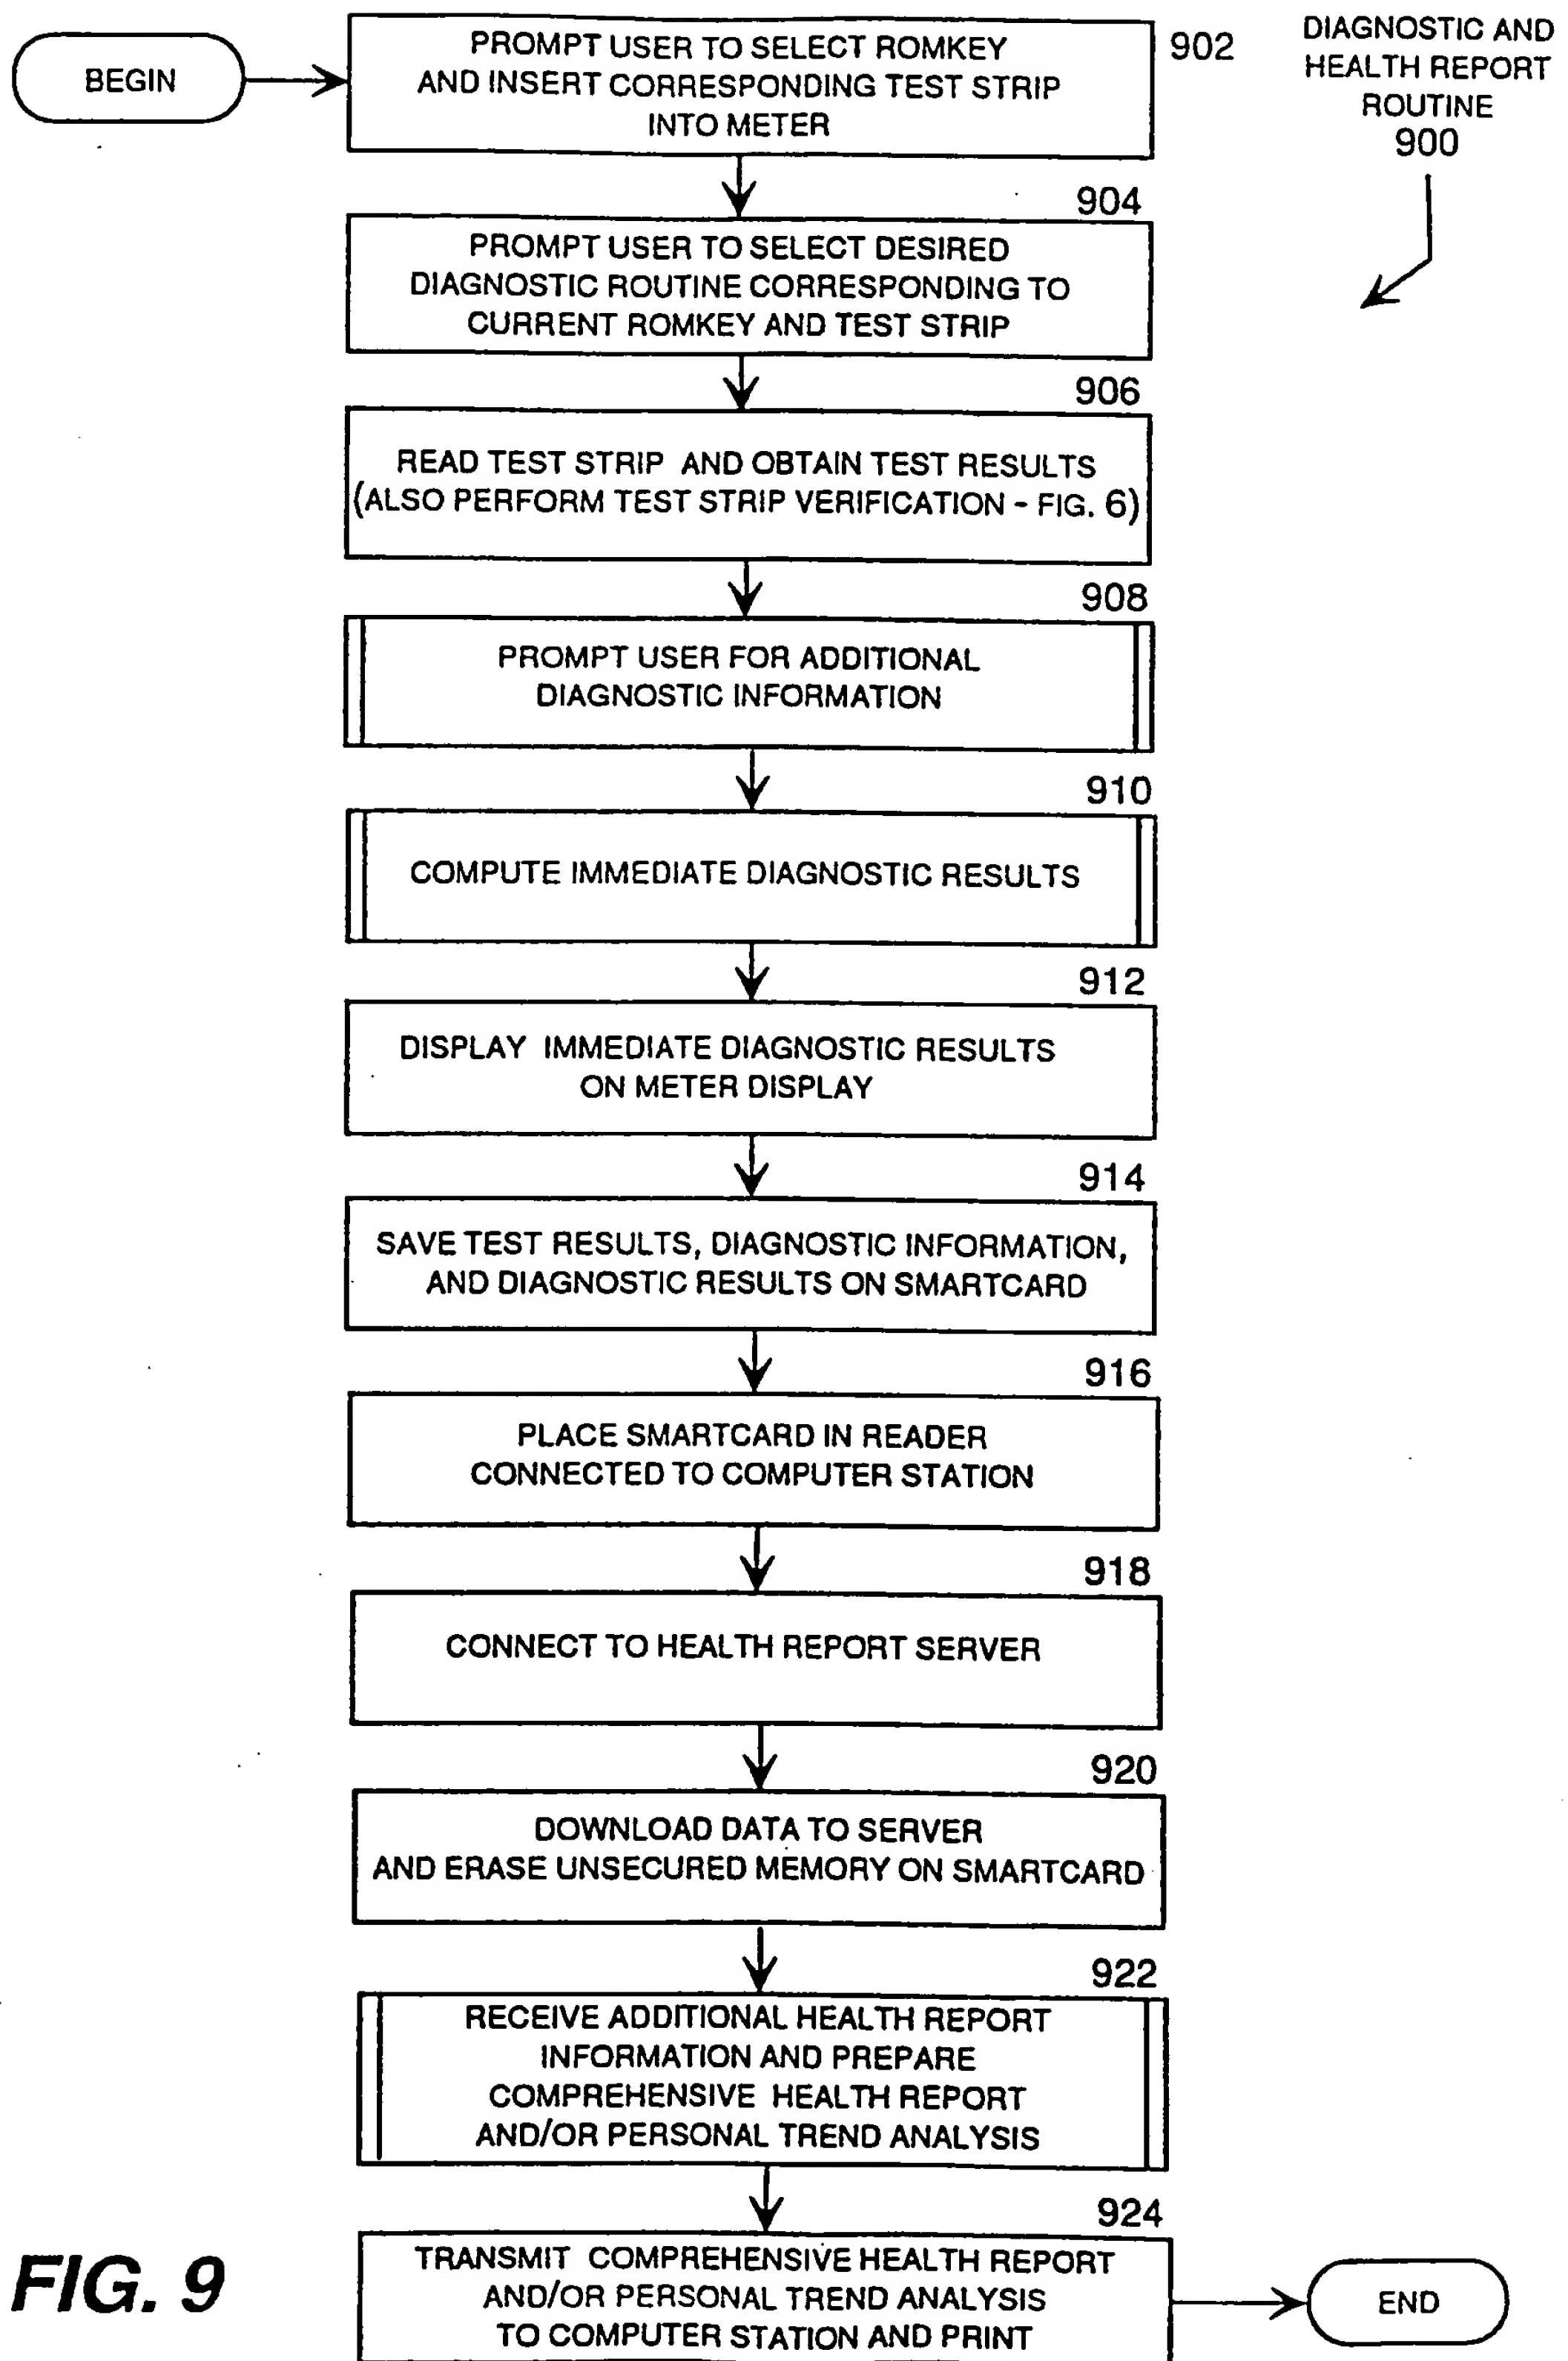 BEGIN
PROMPT USER TO SELECT ROMKEY
AND INSERT CORRESPONDING TEST STRIP
INTO METER
902
DIAGNOSTIC AND
HEALTH REPORT
ROUTINE
900
904
PROMPT USER TO SELECT DESIRED
DIAGNOSTIC ROUTINE CORRESPONDING TO
CURRENT ROMKEY AND TEST STRIP
906
READ TEST STRIP AND OBTAIN TEST RESULTS
(ALSO PERFORM TEST STRIP VERIFICATION - FIG. 6)
908
PROMPT USER FOR ADDITIONAL
DIAGNOSTIC INFORMATION
910
COMPUTE IMMEDIATE DIAGNOSTIC RESULTS
912
DISPLAY IMMEDIATE DIAGNOSTIC RESULTS
ON METER DISPLAY
914
SAVE TEST RESULTS, DIAGNOSTIC INFORMATION,
AND DIAGNOSTIC RESULTS ON SMARTCARD
916
PLACE SMARTCARD IN READER
CONNECTED TO COMPUTER STATION
918
CONNECT TO HEALTH REPORT SERVER
920
DOWNLOAD DATA TO SERVER
AND ERASE UNSECURED MEMORY ON SMARTCARD
922
RECEIVE ADDITIONAL HEALTH REPORT
INFORMATION AND PREPARE
COMPREHENSIVE HEALTH REPORT
AND/OR PERSONAL TREND ANALYSIS
924
TRANSMIT COMPREHENSIVE HEALTH REPORT
AND/OR PERSONAL TREND ANALYSIS
TO COMPUTER STATION AND PRINT
END
FIG. 9